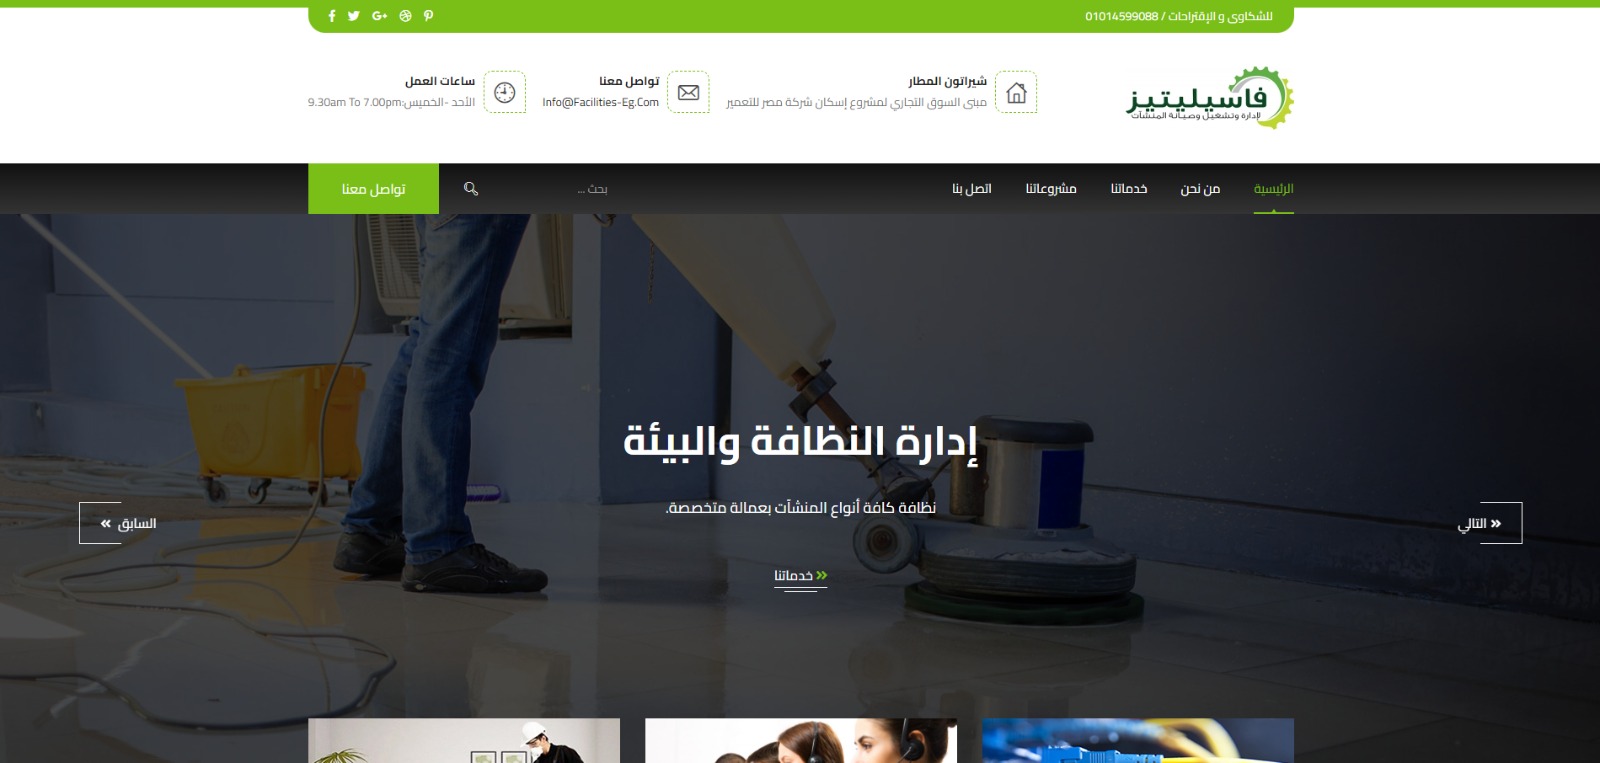 للشكاوى و الإقتراحات / 01014599088
فاسيليتيز
لإدارة وتشغيل وصيانة المنشآت
شيراتون المطار
مبنى السوق التجاري لمشروع إسكان شركة مصر للتعمير
تواصل معنا
Info@Facilities-Eg.Com
ساعات العمل
الأحد -الخميس:9.30am To 7.00pm
الرئيسية
من نحن
خدماتنا
مشروعاتنا
اتصل بنا
بحث ...
تواصل معنا
إدارة النظافة والبيئة
نظافة كافة أنواع المنشآت بعمالة متخصصة.
» التالي
السابق «
» خدماتنا